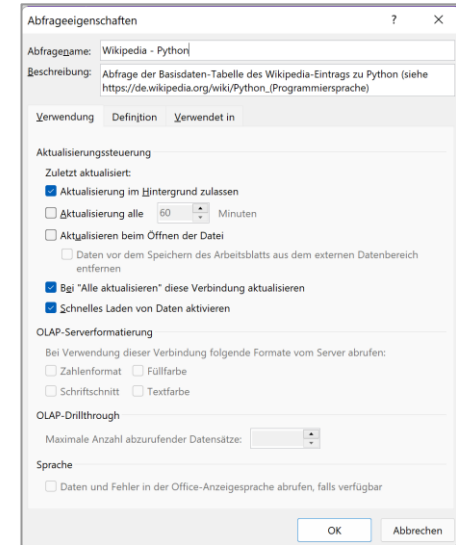 Abfrageeigenschaften ? ×
Abfragename: Wikipedia - Python
Beschreibung: Abfrage der Basisdaten-Tabelle des Wikipedia-Eintrags zu Python (siehe
https://de.wikipedia.org/wiki/Python_(Programmiersprache)
Verwendung Definition Verwendet in
Aktualisierungssteuerung
Zuletzt aktualisiert:
Aktualisierung im Hintergrund zulassen
Aktualisierung alle 60 Minuten
Aktualisieren beim Öffnen der Datei
Daten vor dem Speichern des Arbeitsblatts aus dem externen Datenbereich
entfernen
Bei "Alle aktualisieren" diese Verbindung aktualisieren
Schnelles Laden von Daten aktivieren
OLAP-Serverformatierung
Bei Verwendung dieser Verbindung folgende Formate vom Server abrufen:
Zahlenformat Füllfarbe
Schriftschnitt Textfarbe
OLAP-Drillthrough
Maximale Anzahl abzurufender Datensätze:
Sprache
Daten und Fehler in der Office-Anzeigesprache abrufen, falls verfügbar
OK Abbrechen